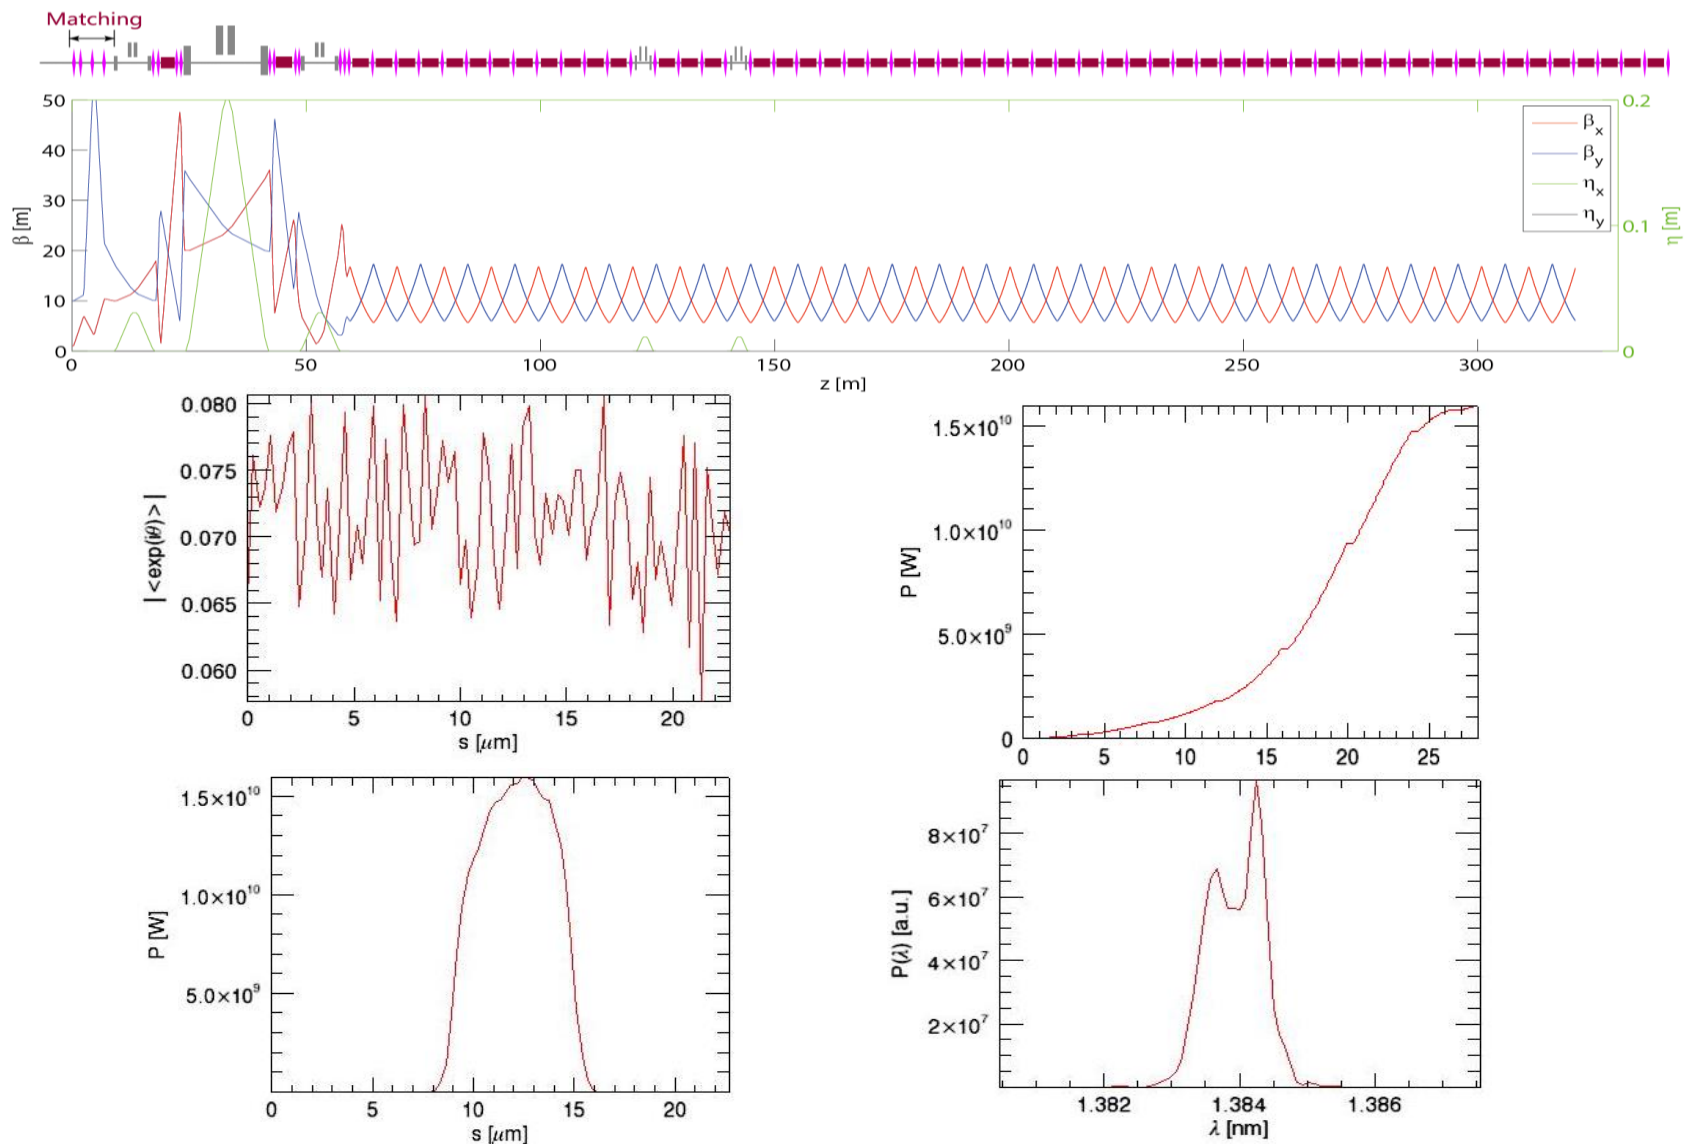 Matching
50
40
30
20
10
0
β [m]
0.2
0.1
0
η [m]
βx
βy
ηx
ηy
0 50 100 150 200 250 300
z [m]
0.080
0.075
0.070
0.065
0.060
|<exp(iθ)>|
0 5 10 15 20
s [μm]
1.5×10¹⁰
1.0×10¹⁰
5.0×10⁹
0
P [W]
0 5 10 15 20 25
1.5×10¹⁰
1.0×10¹⁰
5.0×10⁹
P [W]
0 5 10 15 20
s [μm]
8×10⁷
6×10⁷
4×10⁷
2×10⁷
P(λ) [a.u.]
1.382 1.384 1.386
λ [nm]